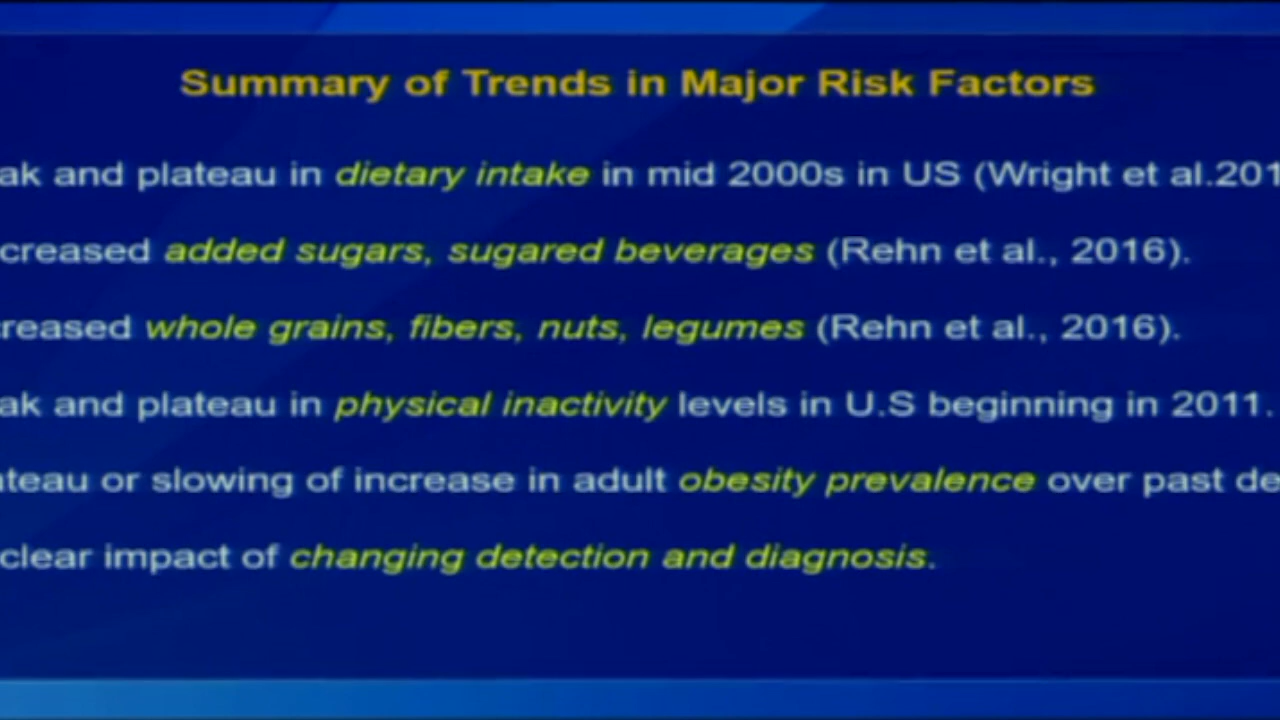 Summary of Trends in Major Risk Factors
ak and plateau in dietary intake in mid 2000s in US (Wright et al.201
creased added sugars, sugared beverages (Rehn et al., 2016).
reased whole grains, fibers, nuts, legumes (Rehn et al., 2016).
ak and plateau in physical inactivity levels in U.S beginning in 2011.
ateau or slowing of increase in adult obesity prevalence over past de
clear impact of changing detection and diagnosis.